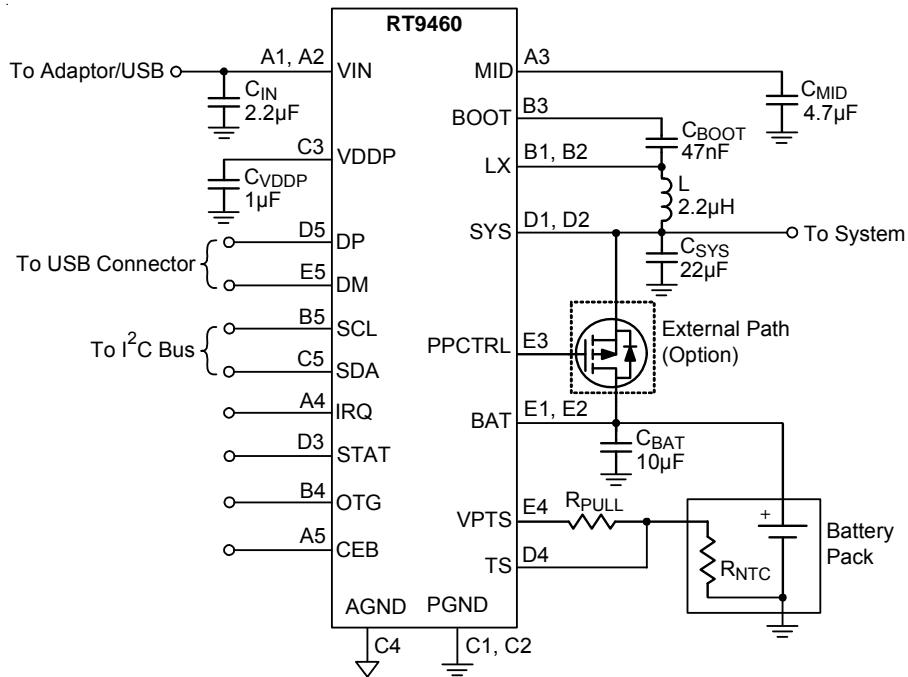 RT9460
To Adaptor/USB
A1, A2
VIN
C_IN
2.2µF
C3
VDDP
C_VDDP
1µF
To USB Connector
D5
DP
E5
DM
To I²C Bus
B5
SCL
C5
SDA
A4
IRQ
D3
STAT
B4
OTG
A5
CEB
AGND
C4
PGND
C1, C2
MID
A3
C_MID
4.7µF
BOOT
B3
C_BOOT
47nF
LX
B1, B2
L
2.2µH
SYS
D1, D2
To System
C_SYS
22µF
PPCTRL
E3
External Path
(Option)
BAT
E1, E2
C_BAT
10µF
VPTS
E4
R_PULL
TS
D4
R_NTC
+
Battery
Pack